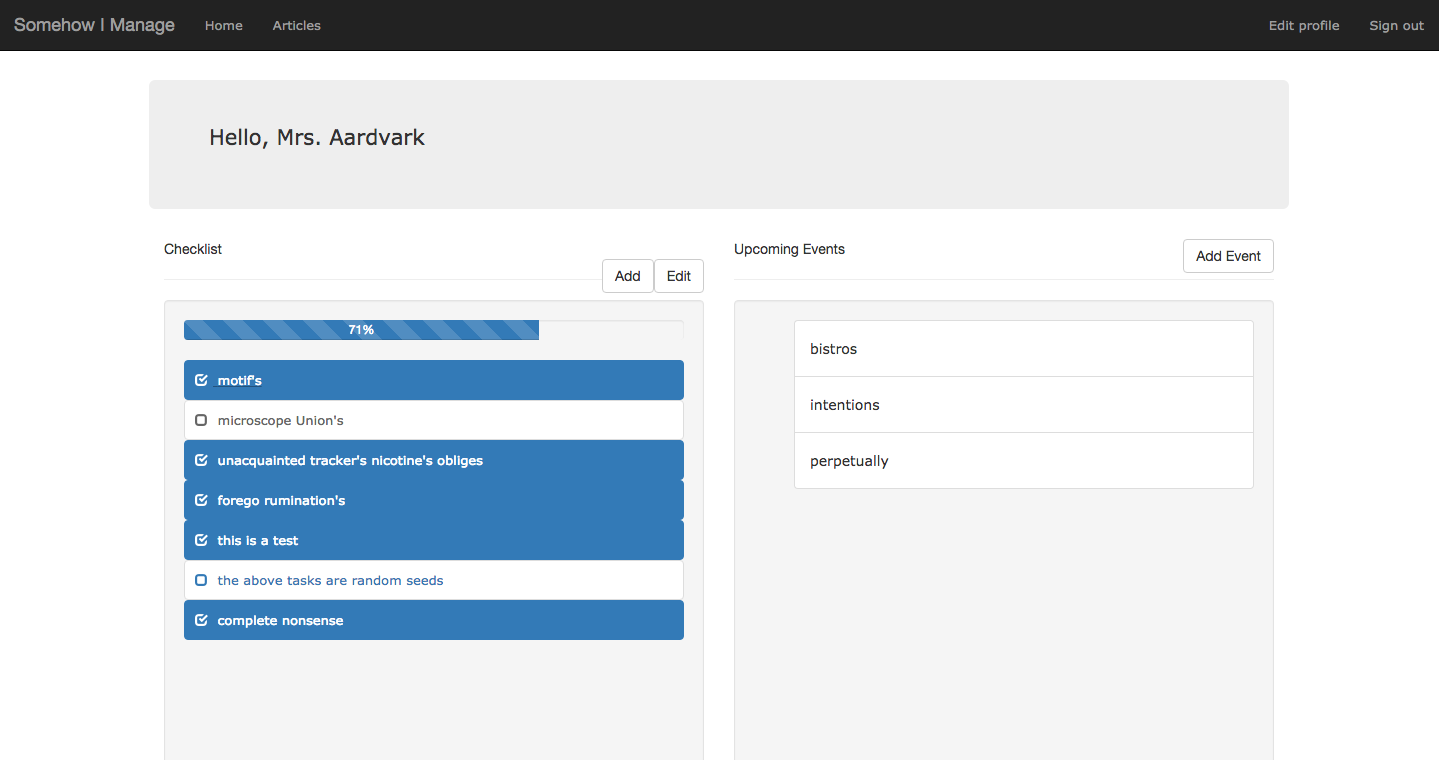 Somehow I Manage Home Articles Edit profile Sign out
Hello, Mrs. Aardvark
Checklist
Add Edit
71%
motif's
microscope Union's
unacquainted tracker's nicotine's obliges
forego rumination's
this is a test
the above tasks are random seeds
complete nonsense
Upcoming Events
Add Event
bistros
intentions
perpetually